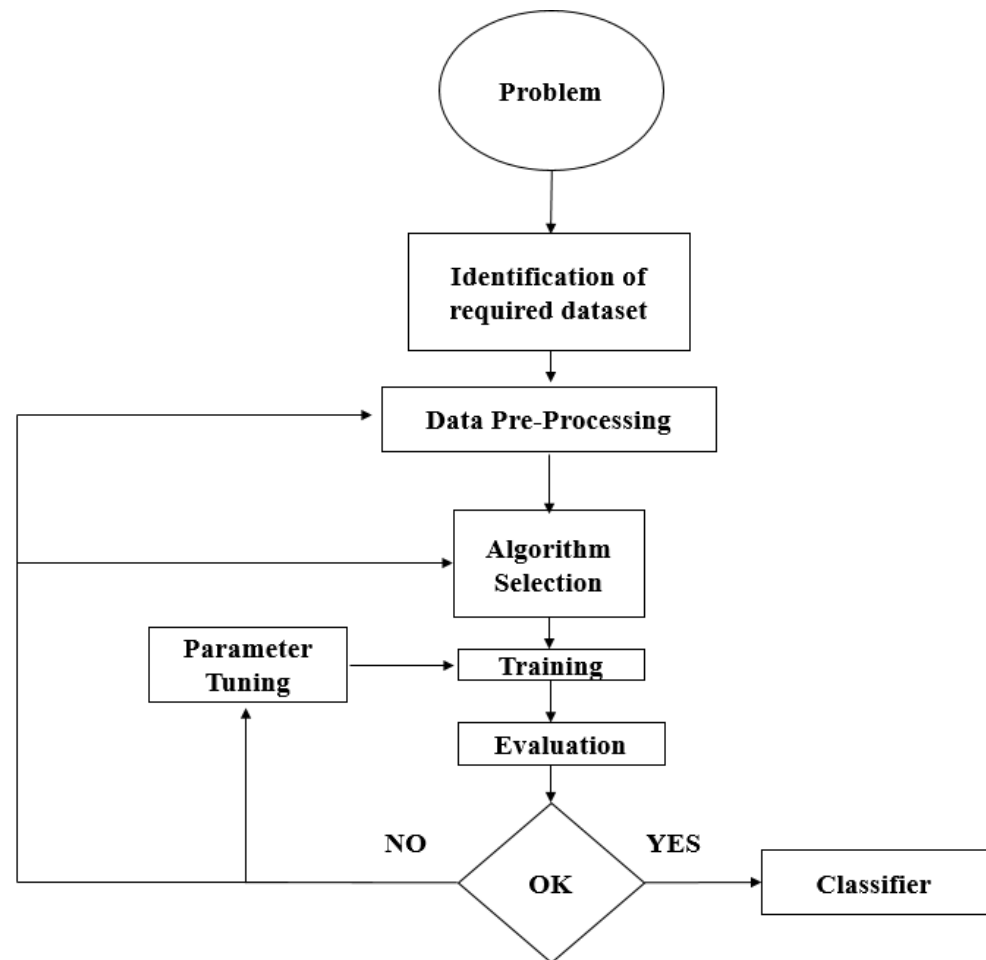 Problem
Identification of
required dataset
Data Pre-Processing
Algorithm
Selection
Parameter
Tuning
Training
Evaluation
NO
YES
OK
Classifier